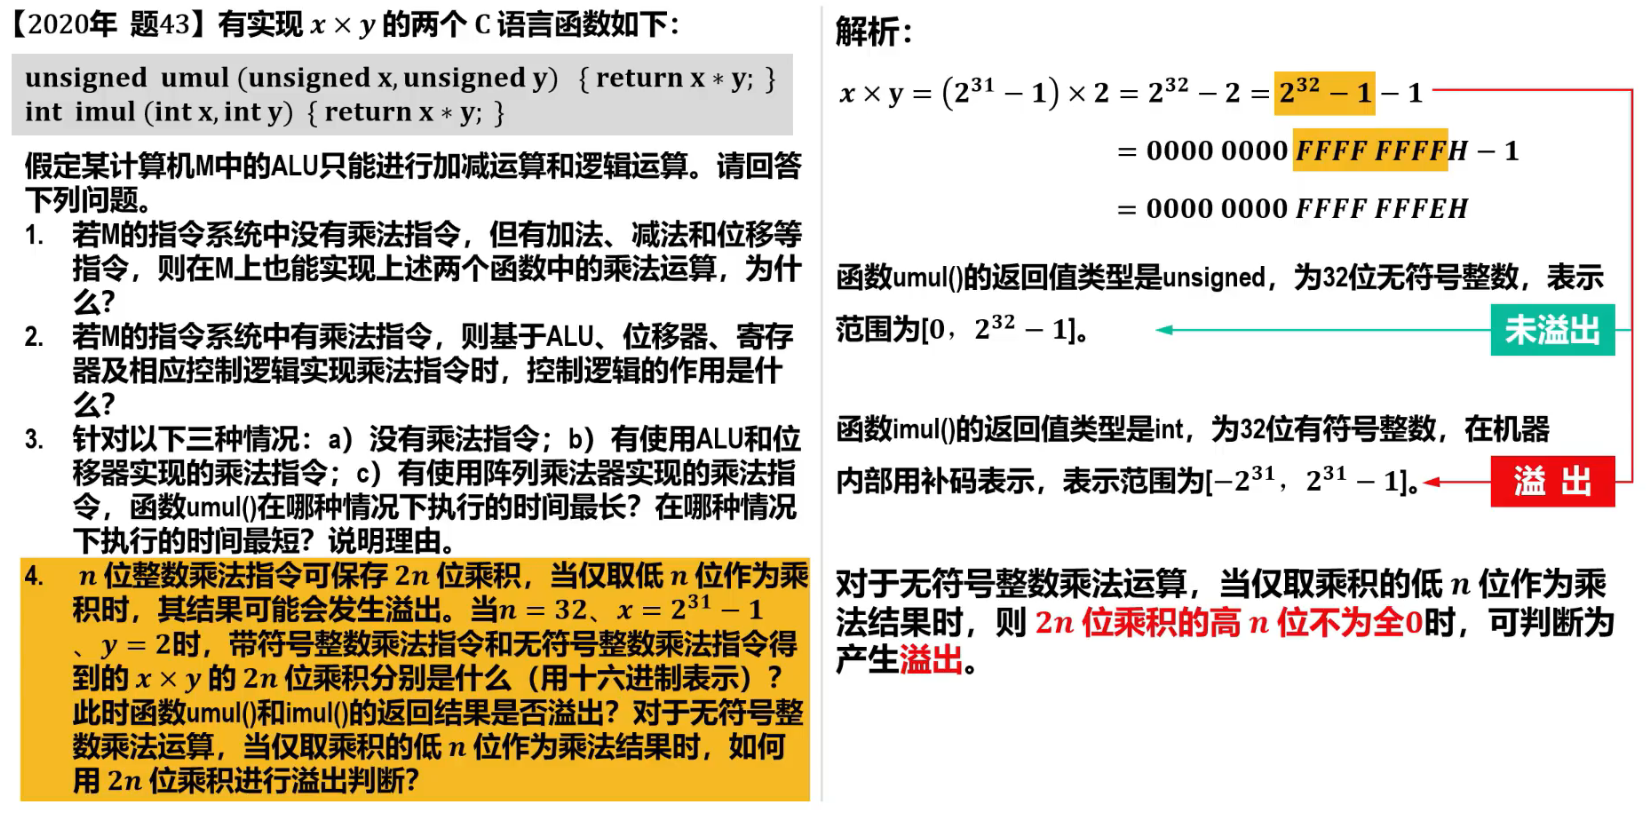 【2020年 题43】有实现 x × y 的两个 C 语言函数如下：
unsigned umul (unsigned x, unsigned y) { return x * y; }
int imul (int x, int y) { return x * y; }
假定某计算机M中的ALU只能进行加减运算和逻辑运算。请回答
下列问题。
1. 若M的指令系统中没有乘法指令，但有加法、减法和位移等
指令，则在M上也能实现上述两个函数中的乘法运算，为什
么？
2. 若M的指令系统中有乘法指令，则基于ALU、位移器、寄存
器及相应控制逻辑实现乘法指令时，控制逻辑的作用是什
么？
3. 针对以下三种情况：a）没有乘法指令；b）有使用ALU和位
移器实现的乘法指令；c）有使用阵列乘法器实现的乘法指
令，函数umul()在哪种情况下执行的时间最长？在哪种情况
下执行的时间最短？说明理由。
4. n 位整数乘法指令可保存 2n 位乘积，当仅取低 n 位作为乘
积时，其结果可能会发生溢出。当n = 32、x = 2³¹ − 1
、y = 2时，带符号整数乘法指令和无符号整数乘法指令得
到的 x × y 的 2n 位乘积分别是什么（用十六进制表示）？
此时函数umul()和imul()的返回结果是否溢出？对于无符号整
数乘法运算，当仅取乘积的低 n 位作为乘法结果时，如何
用 2n 位乘积进行溢出判断？
解析：
x × y = (2³¹ − 1) × 2 = 2³² − 2 = 2³² − 1 − 1
= 0000 0000 FFFF FFFFH − 1
= 0000 0000 FFFF FFFEH
函数umul()的返回值类型是unsigned，为32位无符号整数，表示
范围为[0，2³² − 1]。
未溢出
函数imul()的返回值类型是int，为32位有符号整数，在机器
内部用补码表示，表示范围为[−2³¹，2³¹ − 1]。
溢 出
对于无符号整数乘法运算，当仅取乘积的低 n 位作为乘
法结果时，则 2n 位乘积的高 n 位不为全0时，可判断为
产生溢出。